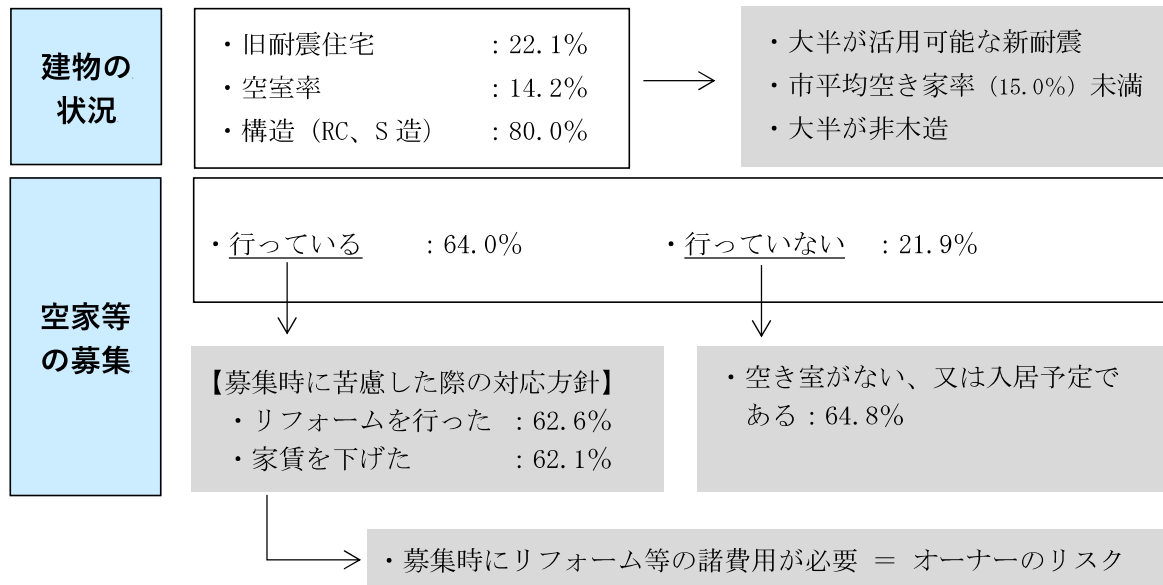 建物の
状況
・旧耐震住宅 :22.1%
・空室率 :14.2%
・構造（RC、S 造） :80.0%
・大半が活用可能な新耐震
・市平均空き家率（15.0%）未満
・大半が非木造
空家等
の募集
・行っている :64.0%
・行っていない :21.9%
【募集時に苦慮した際の対応方針】
・リフォームを行った :62.6%
・家賃を下げた :62.1%
・空き室がない、又は入居予定で
ある:64.8%
・募集時にリフォーム等の諸費用が必要 ＝ オーナーのリスク